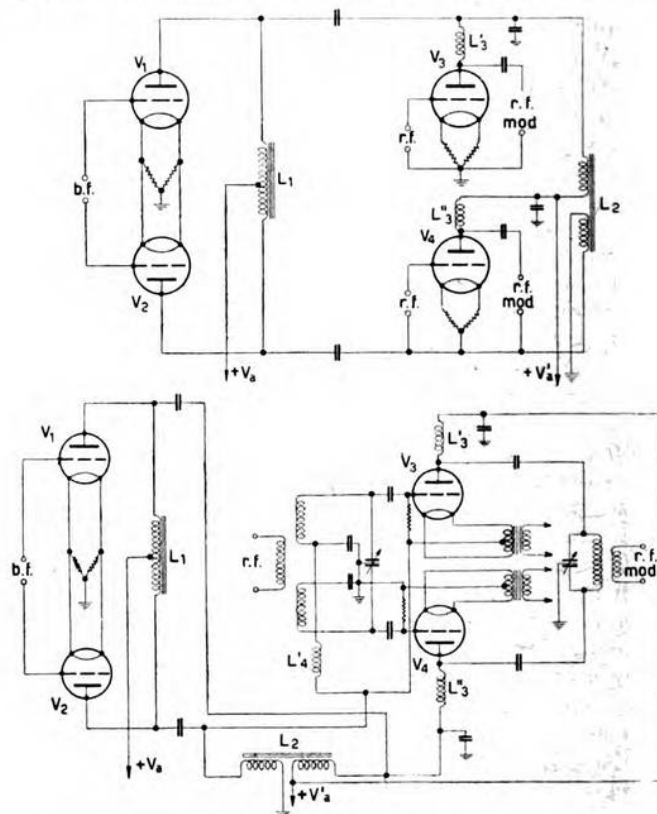 V1
V2
b.f.
L1
+Va
L'3
V3
r.f.
r.f.
mod
L"3
V4
r.f.
r.f.
mod
L2
+V'a
V1
V2
b.f.
L1
+Va
r.f.
L'4
L'3
V3
V4
L"3
r.f.
mod
L2
+V'a